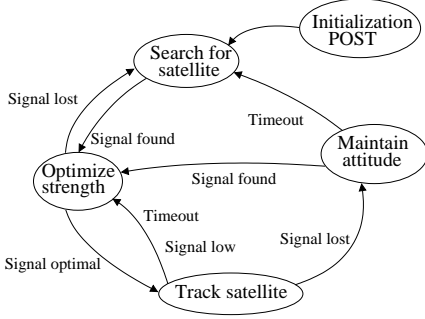 Initialization
POST
Search for
satellite
Signal lost
Timeout
Signal found
Maintain
attitude
Optimize
strength
Signal found
Timeout
Signal low
Signal lost
Signal optimal
Track satellite